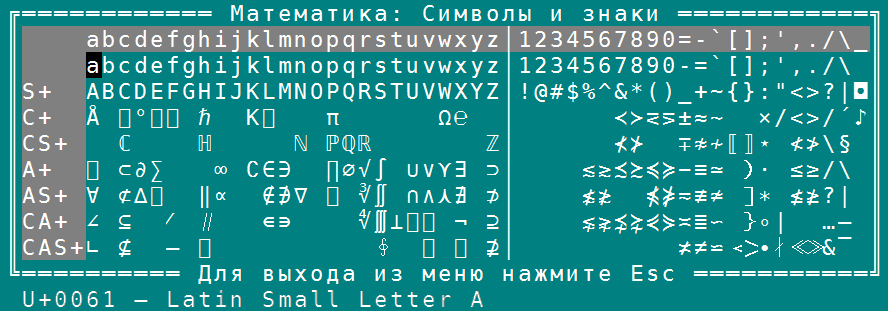 Математика: Символы и знаки
abcdefghijklmnopqrstuvwxyz|1234567890=-`[];',./\_
abcdefghijklmnopqrstuvwxyz|1234567890-=`[];',./\
S+ ABCDEFGHIJKLMNOPQRSTUVWXYZ|!@#$%^&*()_+~{}:"<>?|◘
C+ Å ° ℏ K π Ω℮ | ≺≻⋜⋝±≈~ ×/<>/´♪
CS+ ℂ ℍ ℕ ℙℚℝ ℤ | ⊀⊁ ∓≉≁⟦⟧⋆ ≮≯\§
A+ ⊂∂∑ ∞ ∁∈∋ ∏∅√∫ ∪∨⋎∃ ⊃| ≤≥⪯⪰≼≽−≡≃ )· ≤≥/\
AS+ ∀ ⊄∆ ‖∝ ∉∌∇ ∛∬ ∩∧⋏∄ ⊅| ≰≱ ⋠⋡=≢≄ ]∗ ≰≱?|
CA+ ∠ ⊆ ⁄ ⫽ ∊∍ ∜∭⊥ ¬ ⊇| ≨≩⋨⋩≼≽≍≣− }∘| …—
CAS+ ∟ ⊈ – ∮ ⊉| ≠≠≃ <>∙∤《》&‾
Для выхода из меню нажмите Esc
U+0061 – Latin Small Letter A